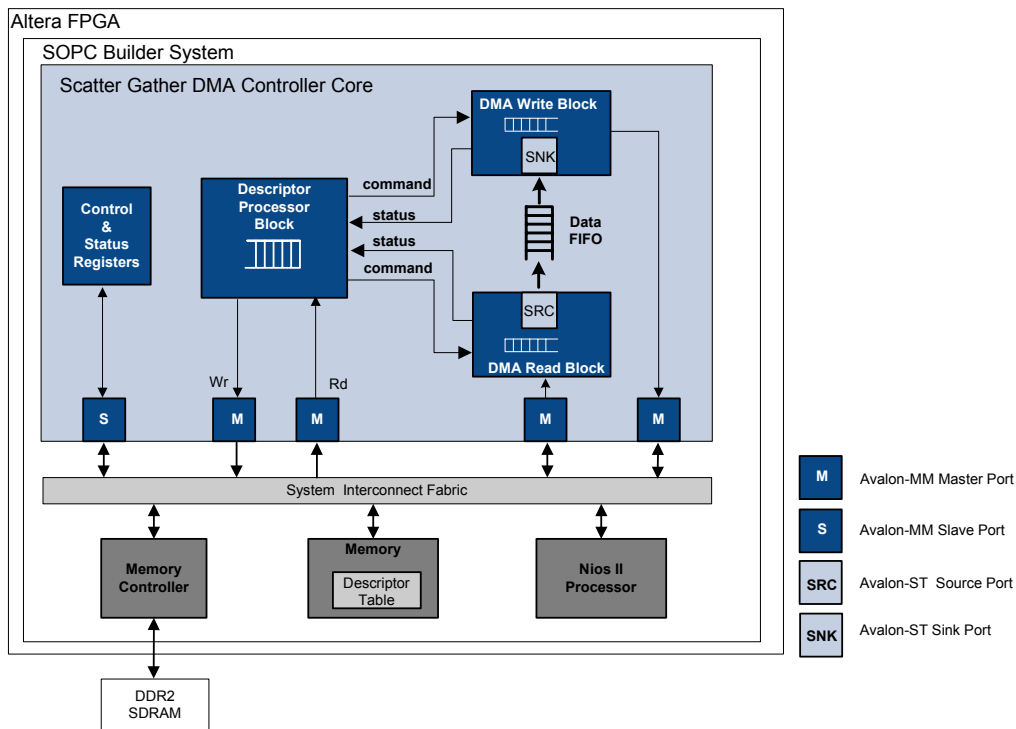 Altera FPGA
SOPC Builder System
Scatter Gather DMA Controller Core
DMA Write Block
SNK
command
Control
&
Status
Registers
Descriptor
Processor
Block
status
status
command
Data
FIFO
SRC
DMA Read Block
Wr
Rd
S
M
M
M
M
System Interconnect Fabric
Memory
Controller
Memory
Descriptor
Table
Nios II
Processor
DDR2
SDRAM
M
Avalon-MM Master Port
S
Avalon-MM Slave Port
SRC
Avalon-ST Source Port
SNK
Avalon-ST Sink Port